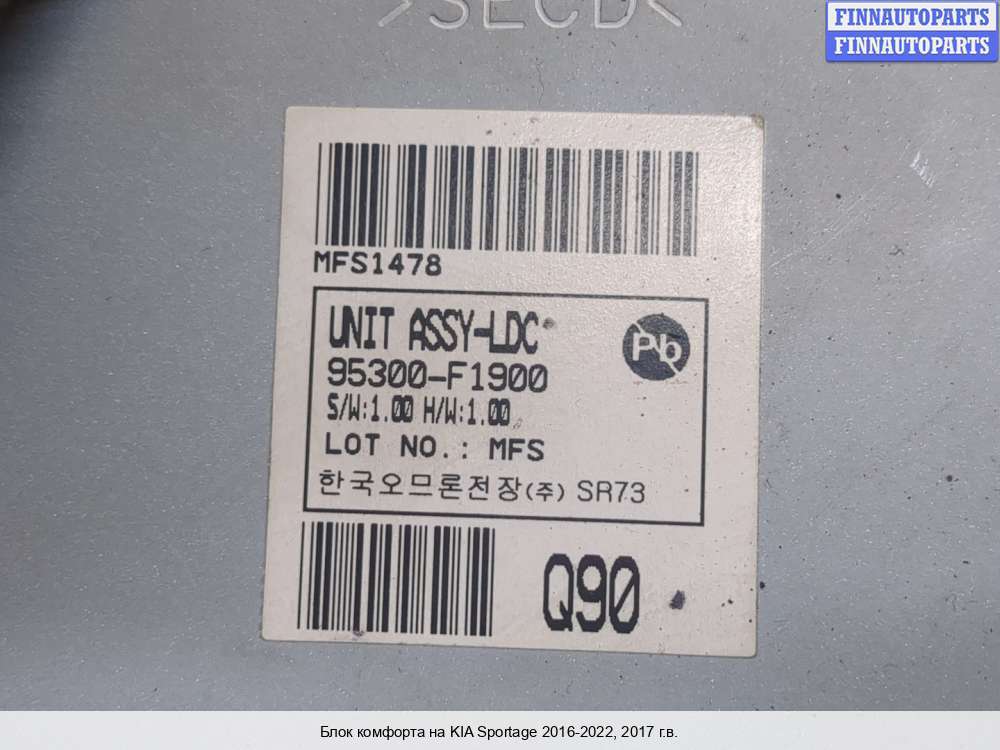 >SECD<
FINNAUTOPARTS
FINNAUTOPARTS
MFS1478
UNIT ASSY-LDC
95300-F1900
Pb
S/W:1.00 H/W:1.00
LOT NO.: MFS
한국오므론전장(주) SR73
Q90
Блок комфорта на KIA Sportage 2016-2022, 2017 г.в.